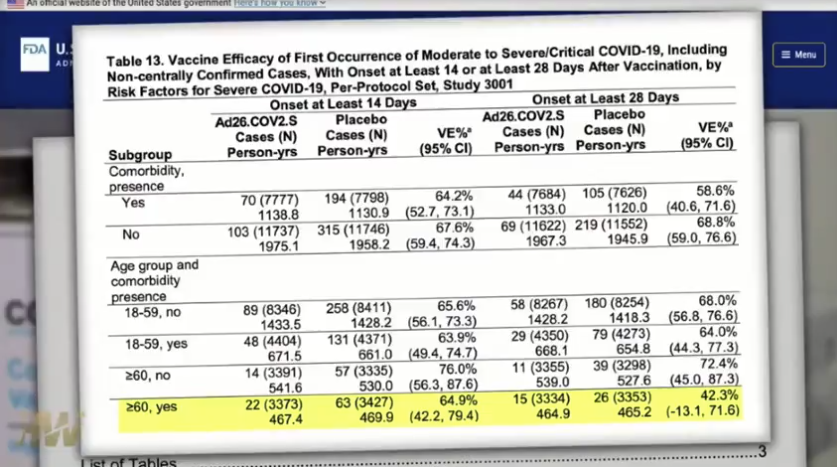 An official website of the United States government Here's how you know
FDA U.S.
AD
Menu
Table 13. Vaccine Efficacy of First Occurrence of Moderate to Severe/Critical COVID-19, Including
Non-centrally Confirmed Cases, With Onset at Least 14 or at Least 28 Days After Vaccination, by
Risk Factors for Severe COVID-19, Per-Protocol Set, Study 3001
Onset at Least 14 Days Onset at Least 28 Days
Ad26.COV2.S Placebo Ad26.COV2.S Placebo
Cases (N) Cases (N) VE%ª Cases (N) Cases (N) VE%ª
Subgroup Person-yrs Person-yrs (95% CI) Person-yrs Person-yrs (95% CI)
Comorbidity,
presence
Yes 70 (7777) 194 (7798) 64.2% 44 (7684) 105 (7626) 58.6%
1138.8 1130.9 (52.7, 73.1) 1133.0 1120.0 (40.6, 71.6)
No 103 (11737) 315 (11746) 67.6% 69 (11622) 219 (11552) 68.8%
1975.1 1958.2 (59.4, 74.3) 1967.3 1945.9 (59.0, 76.6)
Age group and
comorbidity
presence
18-59, no 89 (8346) 258 (8411) 65.6% 58 (8267) 180 (8254) 68.0%
1433.5 1428.2 (56.1, 73.3) 1428.2 1418.3 (56.8, 76.6)
18-59, yes 48 (4404) 131 (4371) 63.9% 29 (4350) 79 (4273) 64.0%
671.5 661.0 (49.4, 74.7) 668.1 654.8 (44.3, 77.3)
≥60, no 14 (3391) 57 (3335) 76.0% 11 (3355) 39 (3298) 72.4%
541.6 530.0 (56.3, 87.6) 539.0 527.6 (45.0, 87.3)
≥60, yes 22 (3373) 63 (3427) 64.9% 15 (3334) 26 (3353) 42.3%
467.4 469.9 (42.2, 79.4) 464.9 465.2 (-13.1, 71.6)
3
List of Tables